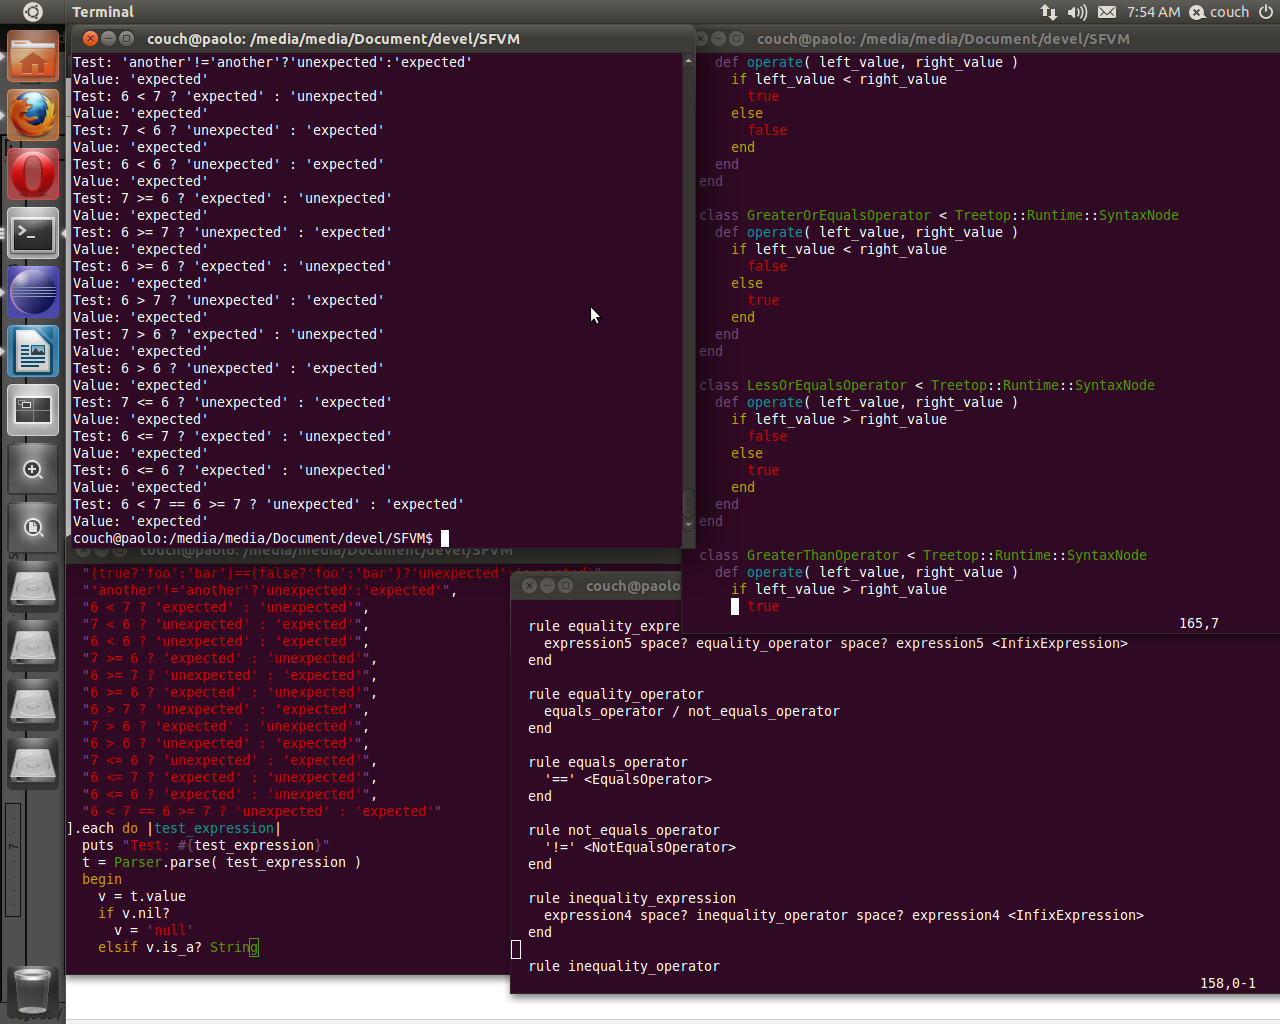 Terminal
7:54 AM
couch
couch@paolo: /media/media/Document/devel/SFVM
Test: 'another'!='another'?'unexpected':'expected'
Value: 'expected'
Test: 6 < 7 ? 'expected' : 'unexpected'
Value: 'expected'
Test: 7 < 6 ? 'unexpected' : 'expected'
Value: 'expected'
Test: 6 < 6 ? 'unexpected' : 'expected'
Value: 'expected'
Test: 7 >= 6 ? 'expected' : 'unexpected'
Value: 'expected'
Test: 6 >= 7 ? 'unexpected' : 'expected'
Value: 'expected'
Test: 6 >= 6 ? 'expected' : 'unexpected'
Value: 'expected'
Test: 6 > 7 ? 'unexpected' : 'expected'
Value: 'expected'
Test: 7 > 6 ? 'expected' : 'unexpected'
Value: 'expected'
Test: 6 > 6 ? 'unexpected' : 'expected'
Value: 'expected'
Test: 7 <= 6 ? 'unexpected' : 'expected'
Value: 'expected'
Test: 6 <= 7 ? 'expected' : 'unexpected'
Value: 'expected'
Test: 6 <= 6 ? 'expected' : 'unexpected'
Value: 'expected'
Test: 6 < 7 == 6 >= 7 ? 'unexpected' : 'expected'
Value: 'expected'
couch@paolo:/media/media/Document/devel/SFVM$
couch@paolo: /media/media/Document/devel/SFVM
def operate( left_value, right_value )
if left_value < right_value
true
else
false
end
end
end
class GreaterOrEqualsOperator < Treetop::Runtime::SyntaxNode
def operate( left_value, right_value )
if left_value < right_value
false
else
true
end
end
end
class LessOrEqualsOperator < Treetop::Runtime::SyntaxNode
def operate( left_value, right_value )
if left_value > right_value
false
else
true
end
end
end
class GreaterThanOperator < Treetop::Runtime::SyntaxNode
def operate( left_value, right_value )
if left_value > right_value
true
165,7
couch@paolo: /media/media/Document/devel/SFVM
"(true?'foo':'bar')==(false?'foo':'bar')?'unexpected':'expected'"
"'another'!='another'?'unexpected':'expected'",
"6 < 7 ? 'expected' : 'unexpected'",
"7 < 6 ? 'unexpected' : 'expected'",
"6 < 6 ? 'unexpected' : 'expected'",
"7 >= 6 ? 'expected' : 'unexpected'",
"6 >= 7 ? 'unexpected' : 'expected'",
"6 >= 6 ? 'expected' : 'unexpected'",
"6 > 7 ? 'unexpected' : 'expected'",
"7 > 6 ? 'expected' : 'unexpected'",
"6 > 6 ? 'unexpected' : 'expected'",
"7 <= 6 ? 'unexpected' : 'expected'",
"6 <= 7 ? 'expected' : 'unexpected'",
"6 <= 6 ? 'expected' : 'unexpected'",
"6 < 7 == 6 >= 7 ? 'unexpected' : 'expected'"
].each do |test_expression|
puts "Test: #{test_expression}"
t = Parser.parse( test_expression )
begin
v = t.value
if v.nil?
v = 'null'
elsif v.is_a? String
couch@paolo
rule equality_expre
expression5 space? equality_operator space? expression5 <InfixExpression>
end
rule equality_operator
equals_operator / not_equals_operator
end
rule equals_operator
'==' <EqualsOperator>
end
rule not_equals_operator
'!=' <NotEqualsOperator>
end
rule inequality_expression
expression4 space? inequality_operator space? expression4 <InfixExpression>
end
rule inequality_operator
158,0-1
7